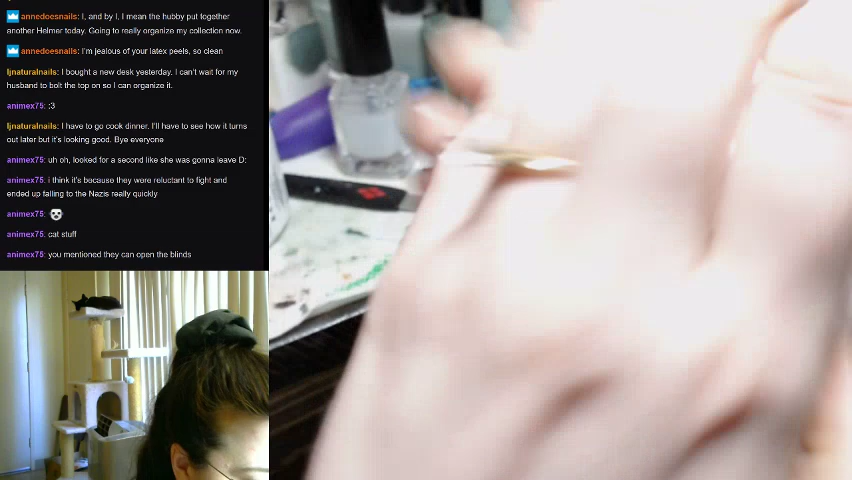 annedoesnails: I, and by I, I mean the hubby put together
another Helmer today. Going to really organize my collection now.
annedoesnails: I'm jealous of your latex peels, so clean
ljnaturalnails: I bought a new desk yesterday. I can't wait for my
husband to bolt the top on so I can organize it.
animex75: :3
ljnaturalnails: I have to go cook dinner. I'll have to see how it turns
out later but it's looking good. Bye everyone
animex75: uh oh, looked for a second like she was gonna leave D:
animex75: i think it's because they were reluctant to fight and
ended up falling to the Nazis really quickly
animex75:
animex75: cat stuff
animex75: you mentioned they can open the blinds